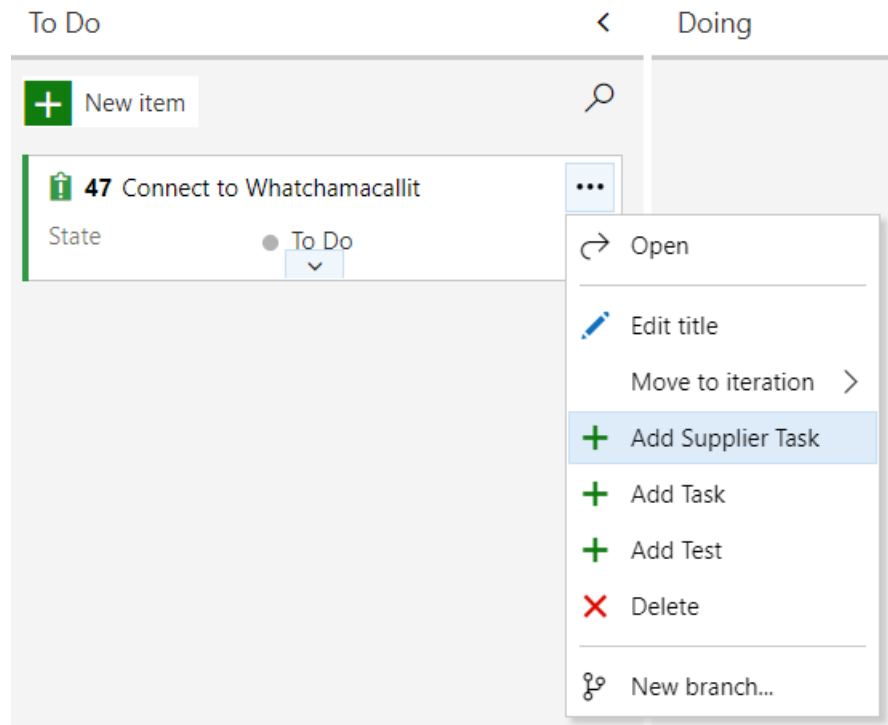 To Do
Doing
New item
47 Connect to Whatchamacallit
State
To Do
Open
Edit title
Move to iteration
Add Supplier Task
Add Task
Add Test
Delete
New branch...